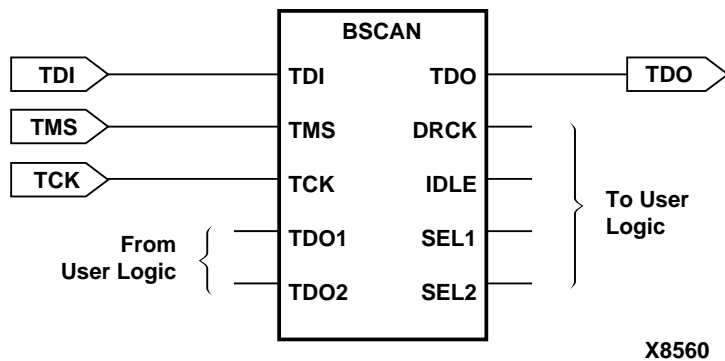 BSCAN
TDI TDI TDO TDO
TMS TMS DRCK
TCK TCK IDLE
From
User Logic
TDO1 SEL1
TDO2 SEL2
To User
Logic
X8560